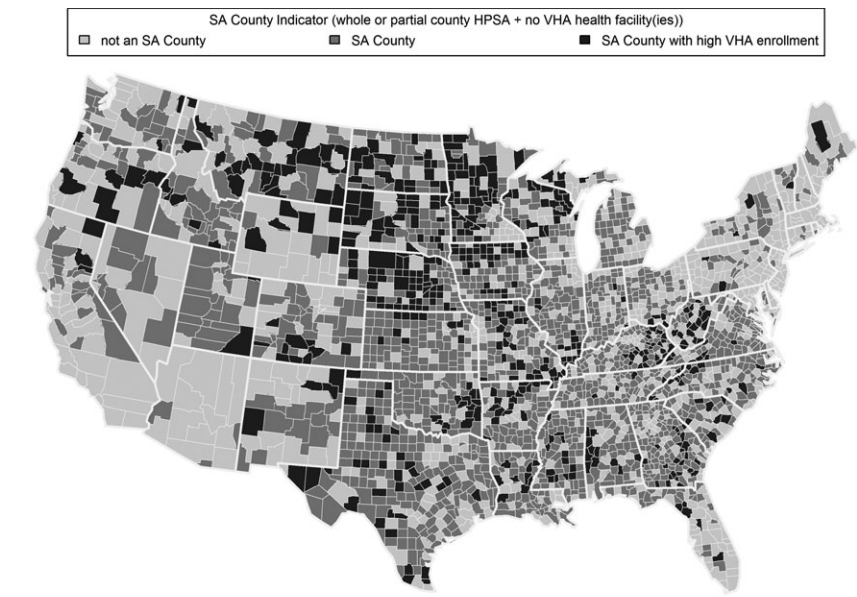 SA County Indicator (whole or partial county HPSA + no VHA health facility(ies))
not an SA County SA County SA County with high VHA enrollment